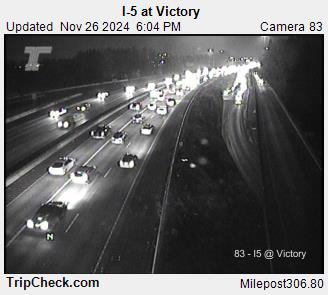 I-5 at Victory
Updated Nov 26 2024 6:04 PM Camera 83
T
N
83 - I5 @ Victory
TripCheck.com Milepost306.80